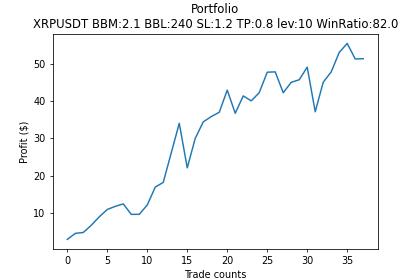 Portfolio
XRPUSDT BBM:2.1 BBL:240 SL:1.2 TP:0.8 lev:10 WinRatio:82.0
50
40
30
20
10
Profit ($)
0 5 10 15 20 25 30 35
Trade counts